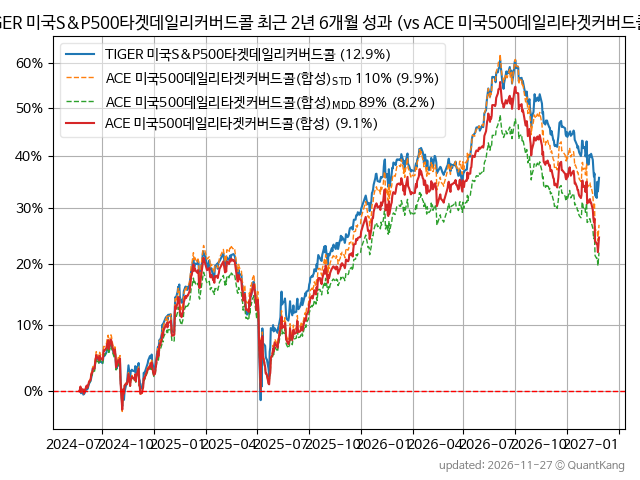 GER 미국S&P500타겟데일리커버드콜 최근 2년 6개월 성과 (vs ACE 미국500데일리타겟커버드콜
TIGER 미국S&P500타겟데일리커버드콜 (12.9%)
ACE 미국500데일리타겟커버드콜(합성)STD 110% (9.9%)
ACE 미국500데일리타겟커버드콜(합성)MDD 89% (8.2%)
ACE 미국500데일리타겟커버드콜(합성) (9.1%)
60%
50%
40%
30%
20%
10%
0%
2024-07 2024-10 2025-01 2025-04 2025-07 2025-10 2026-01 2026-04 2026-07 2026-10 2027-01
updated: 2026-11-27 © QuantKang